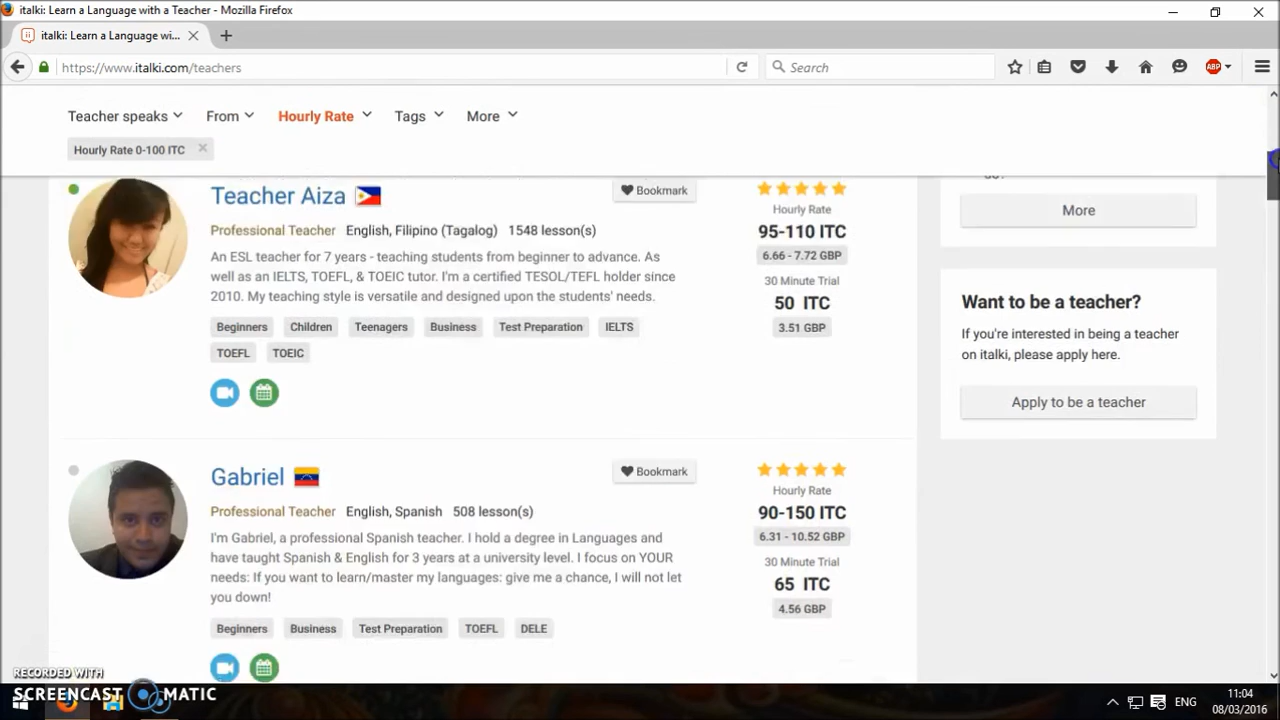 italki: Learn a Language with a Teacher - Mozilla Firefox
italki: Learn a Language wi...
https://www.italki.com/teachers
Search
ABP
Teacher speaks From Hourly Rate Tags More
Hourly Rate 0-100 ITC
Teacher Aiza
Bookmark
Professional Teacher English, Filipino (Tagalog) 1548 lesson(s)
An ESL teacher for 7 years - teaching students from beginner to advance. As
well as an IELTS, TOEFL, & TOEIC tutor. I'm a certified TESOL/TEFL holder since
2010. My teaching style is versatile and designed upon the students' needs.
Beginners Children Teenagers Business Test Preparation IELTS
TOEFL TOEIC
Hourly Rate
95-110 ITC
6.66 - 7.72 GBP
30 Minute Trial
50 ITC
3.51 GBP
Gabriel
Bookmark
Professional Teacher English, Spanish 508 lesson(s)
I'm Gabriel, a professional Spanish teacher. I hold a degree in Languages and
have taught Spanish & English for 3 years at a university level. I focus on YOUR
needs: If you want to learn/master my languages: give me a chance, I will not let
you down!
Beginners Business Test Preparation TOEFL DELE
Hourly Rate
90-150 ITC
6.31 - 10.52 GBP
30 Minute Trial
65 ITC
4.56 GBP
More
Want to be a teacher?
If you're interested in being a teacher
on italki, please apply here.
Apply to be a teacher
RECORDED WITH
SCREENCAST MATIC
ENG
11:04
08/03/2016